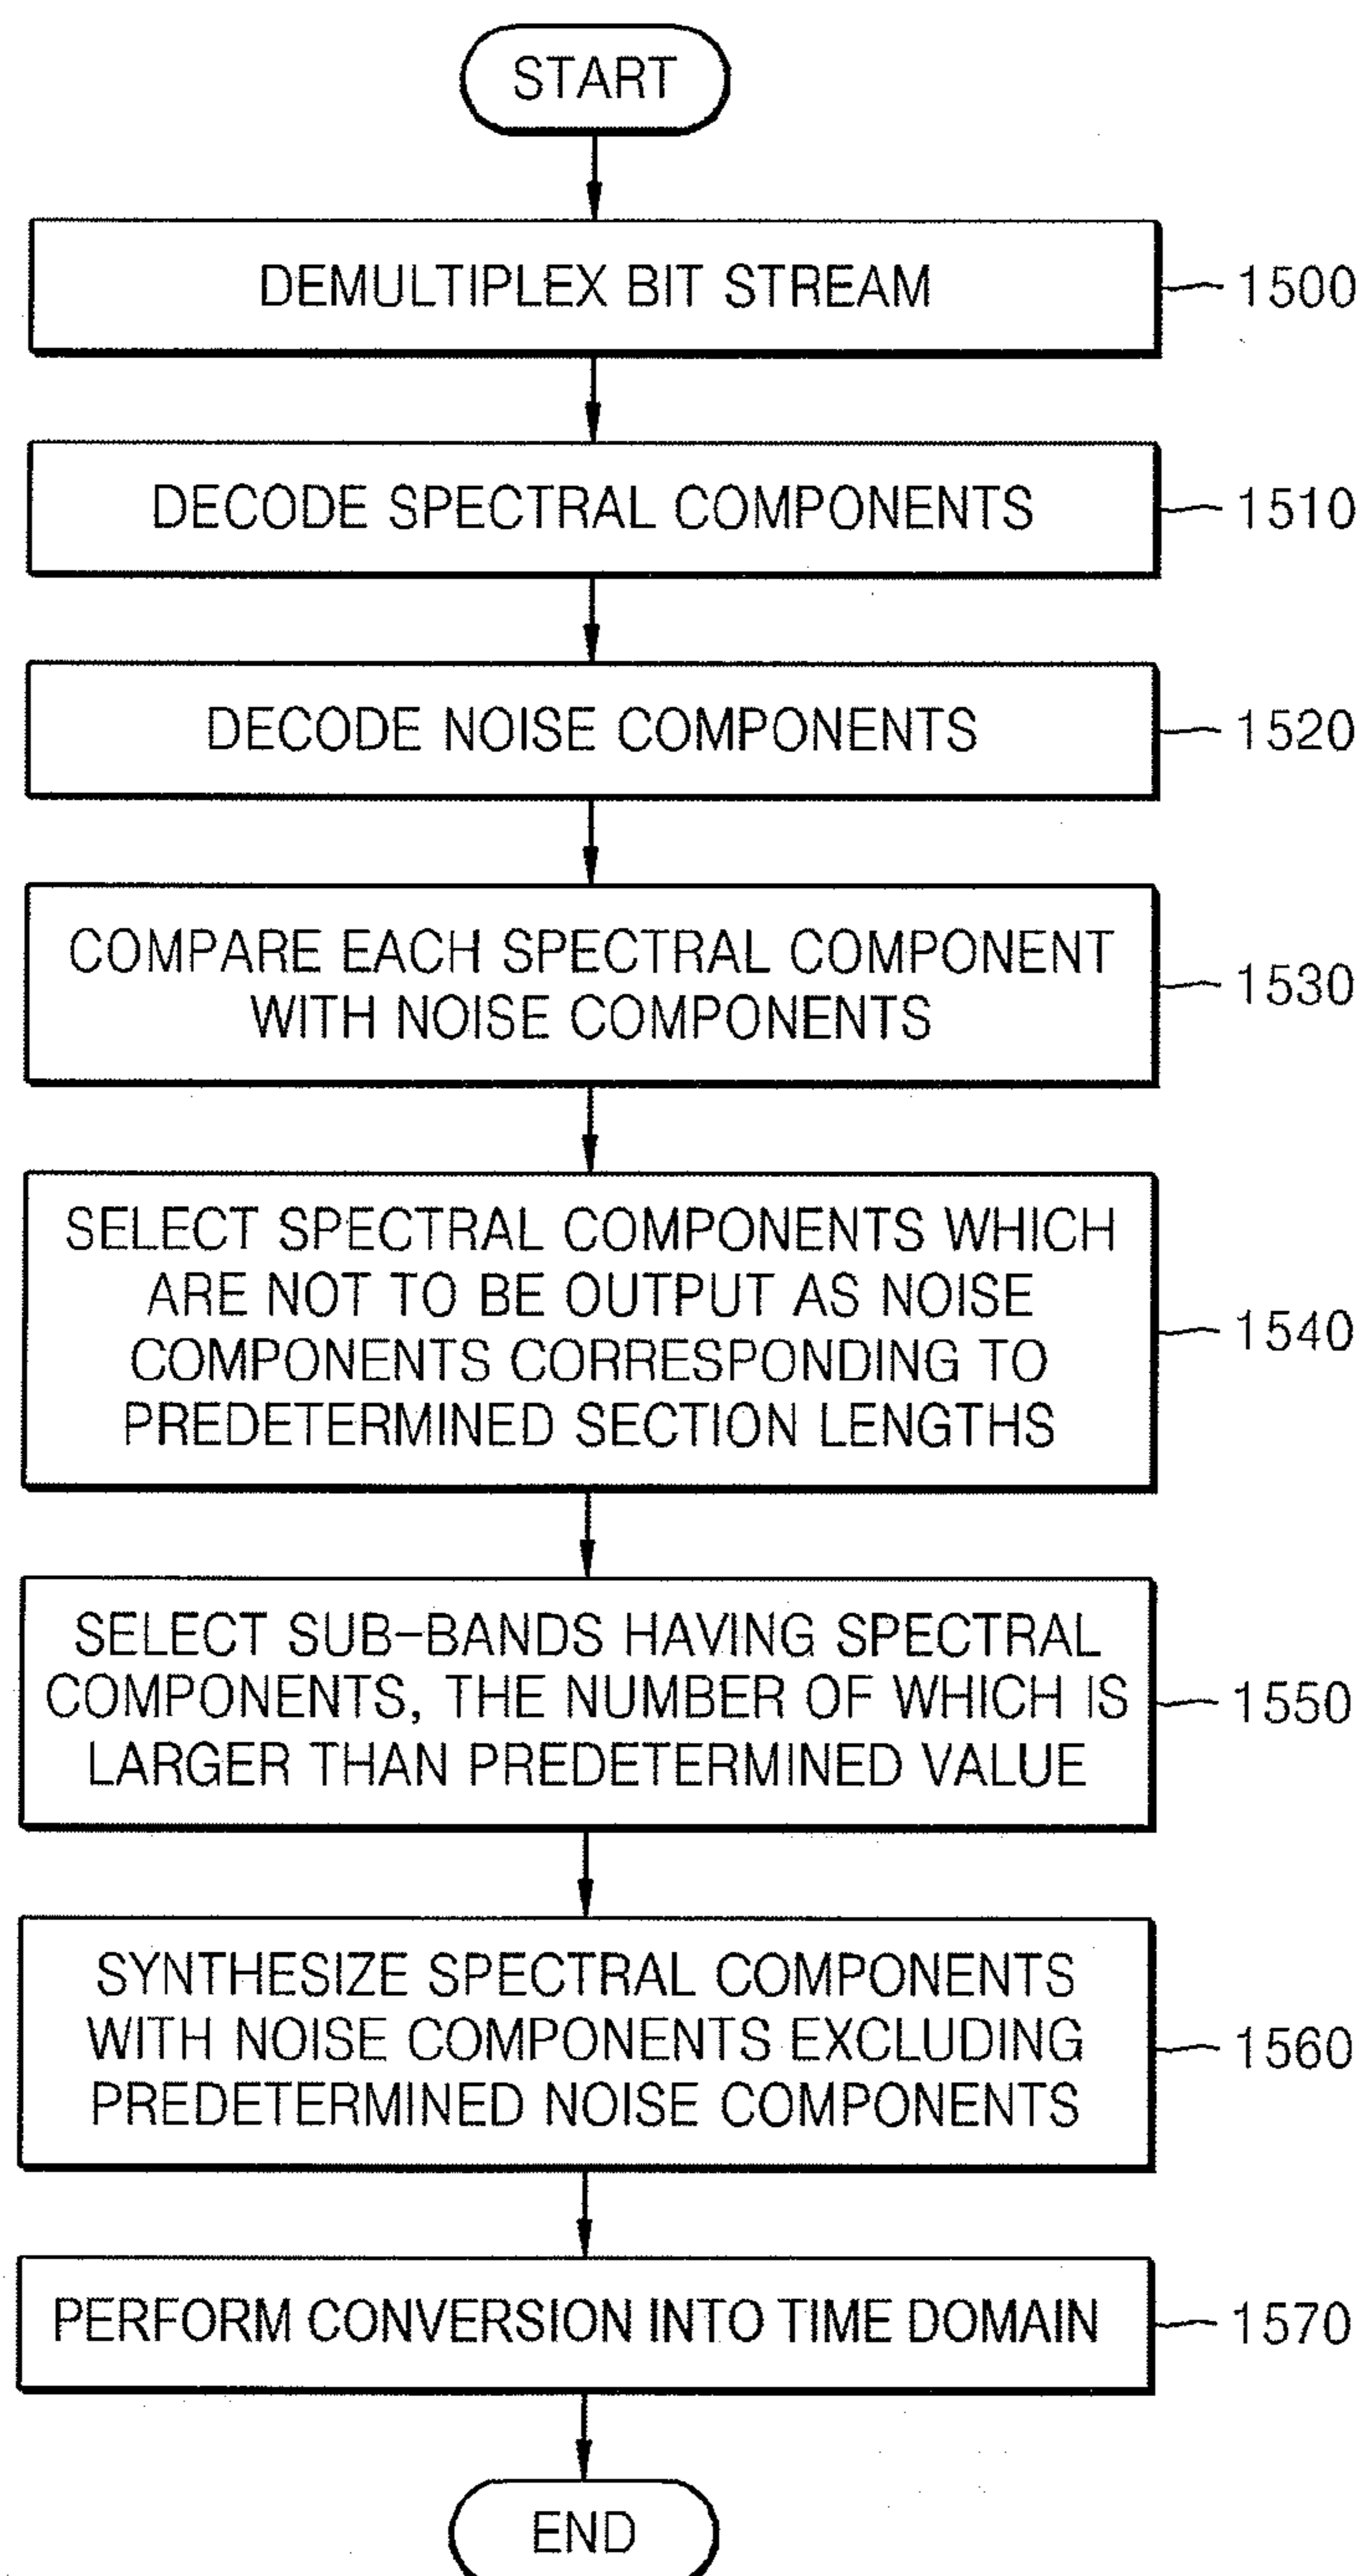 START
DEMULTIPLEX BIT STREAM
1500
DECODE SPECTRAL COMPONENTS
1510
DECODE NOISE COMPONENTS
1520
COMPARE EACH SPECTRAL COMPONENT
WITH NOISE COMPONENTS
1530
SELECT SPECTRAL COMPONENTS WHICH
ARE NOT TO BE OUTPUT AS NOISE
COMPONENTS CORRESPONDING TO
PREDETERMINED SECTION LENGTHS
1540
SELECT SUB-BANDS HAVING SPECTRAL
COMPONENTS, THE NUMBER OF WHICH IS
LARGER THAN PREDETERMINED VALUE
1550
SYNTHESIZE SPECTRAL COMPONENTS
WITH NOISE COMPONENTS EXCLUDING
PREDETERMINED NOISE COMPONENTS
1560
PERFORM CONVERSION INTO TIME DOMAIN
1570
END